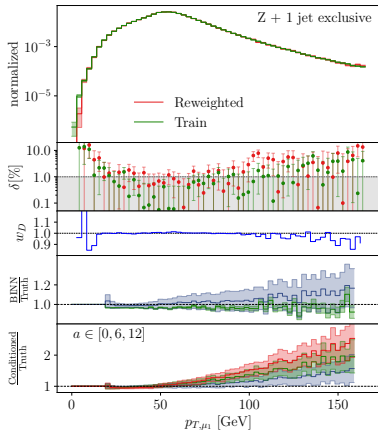 Z + 1 jet exclusive
normalized
10⁻³
10⁻⁵
Reweighted
Train
δ[%]
10.0
1.0
0.1
w_D
1.1
1.0
0.9
BINN
Truth
1.2
1.0
a ∈ [0, 6, 12]
Conditioned
Truth
2
1
0 50 100 150
p_{T,μ₁} [GeV]